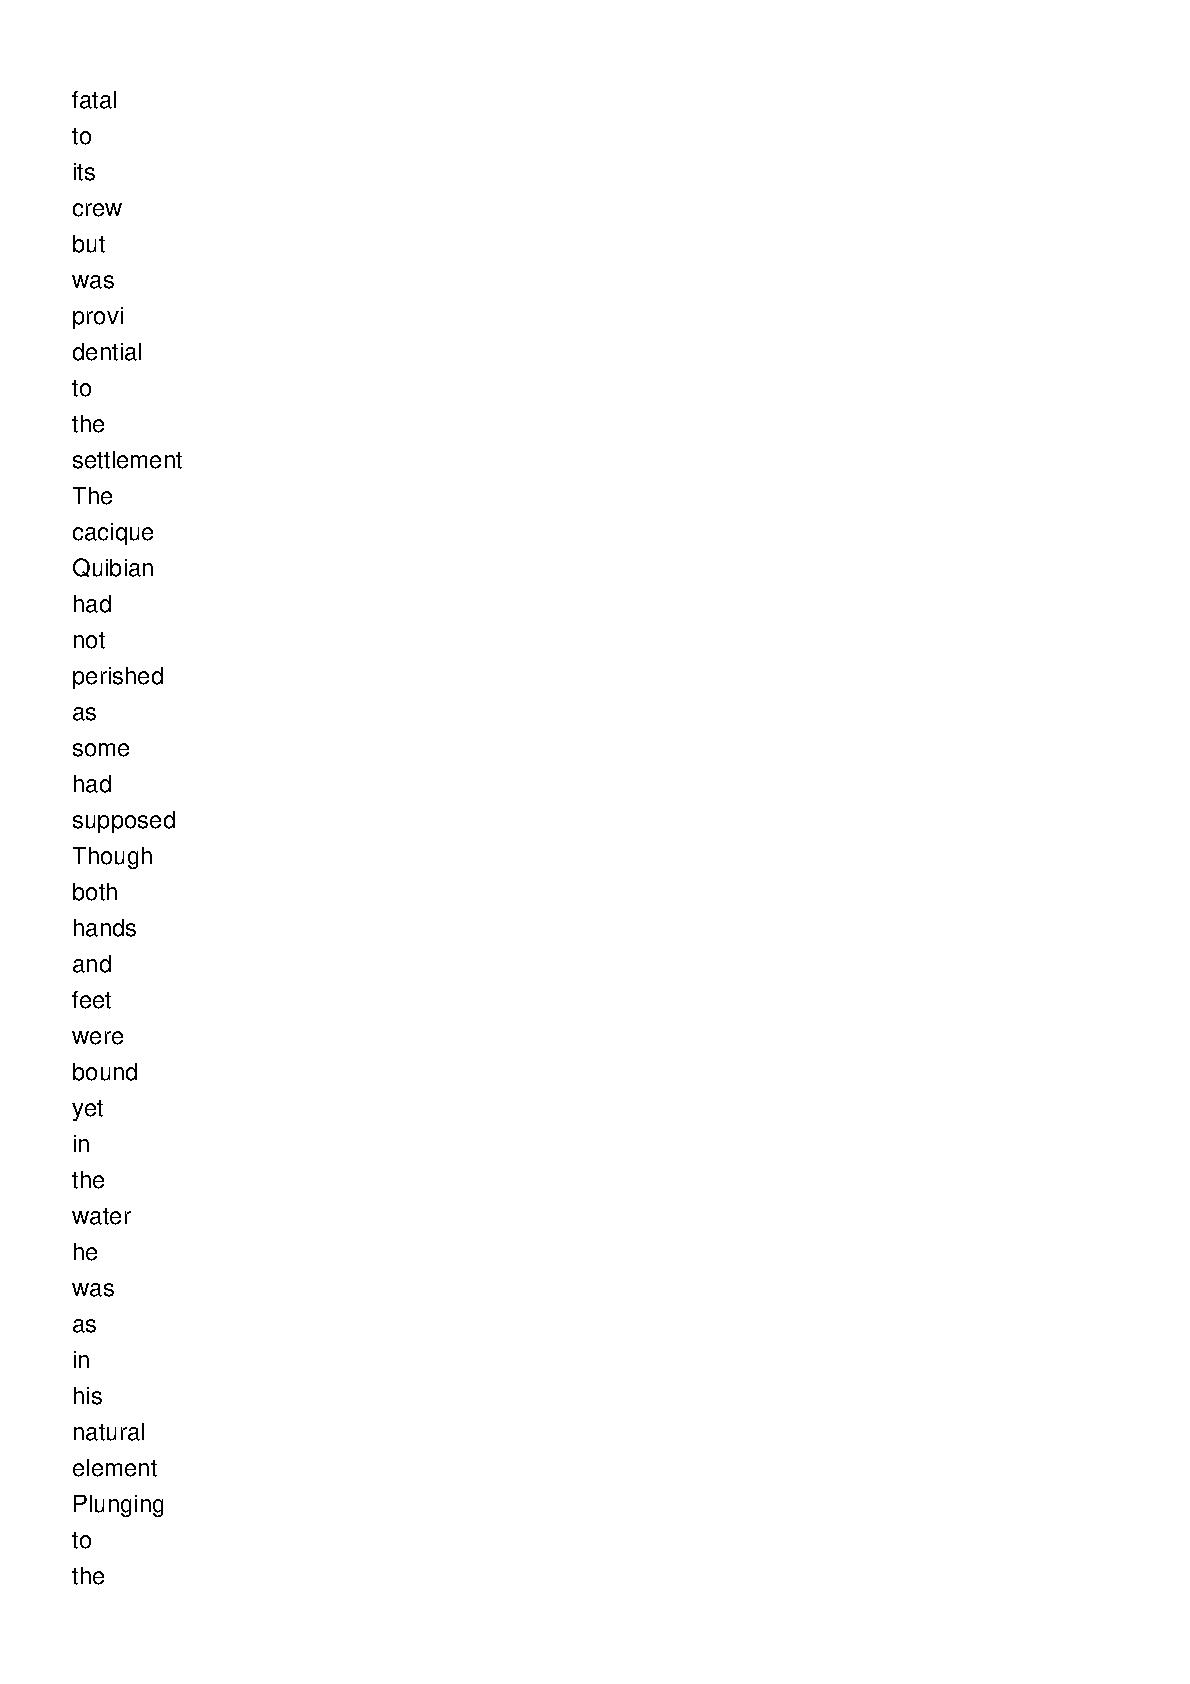 fatal
to
its
crew
but
was
provi
dential
to
the
settlement
The
cacique
Quibian
had
not
perished
as
some
had
supposed
Though
both
hands
and
feet
were
bound
yet
in
the
water
he
was
as
in
his
natural
element
Plunging
to
the